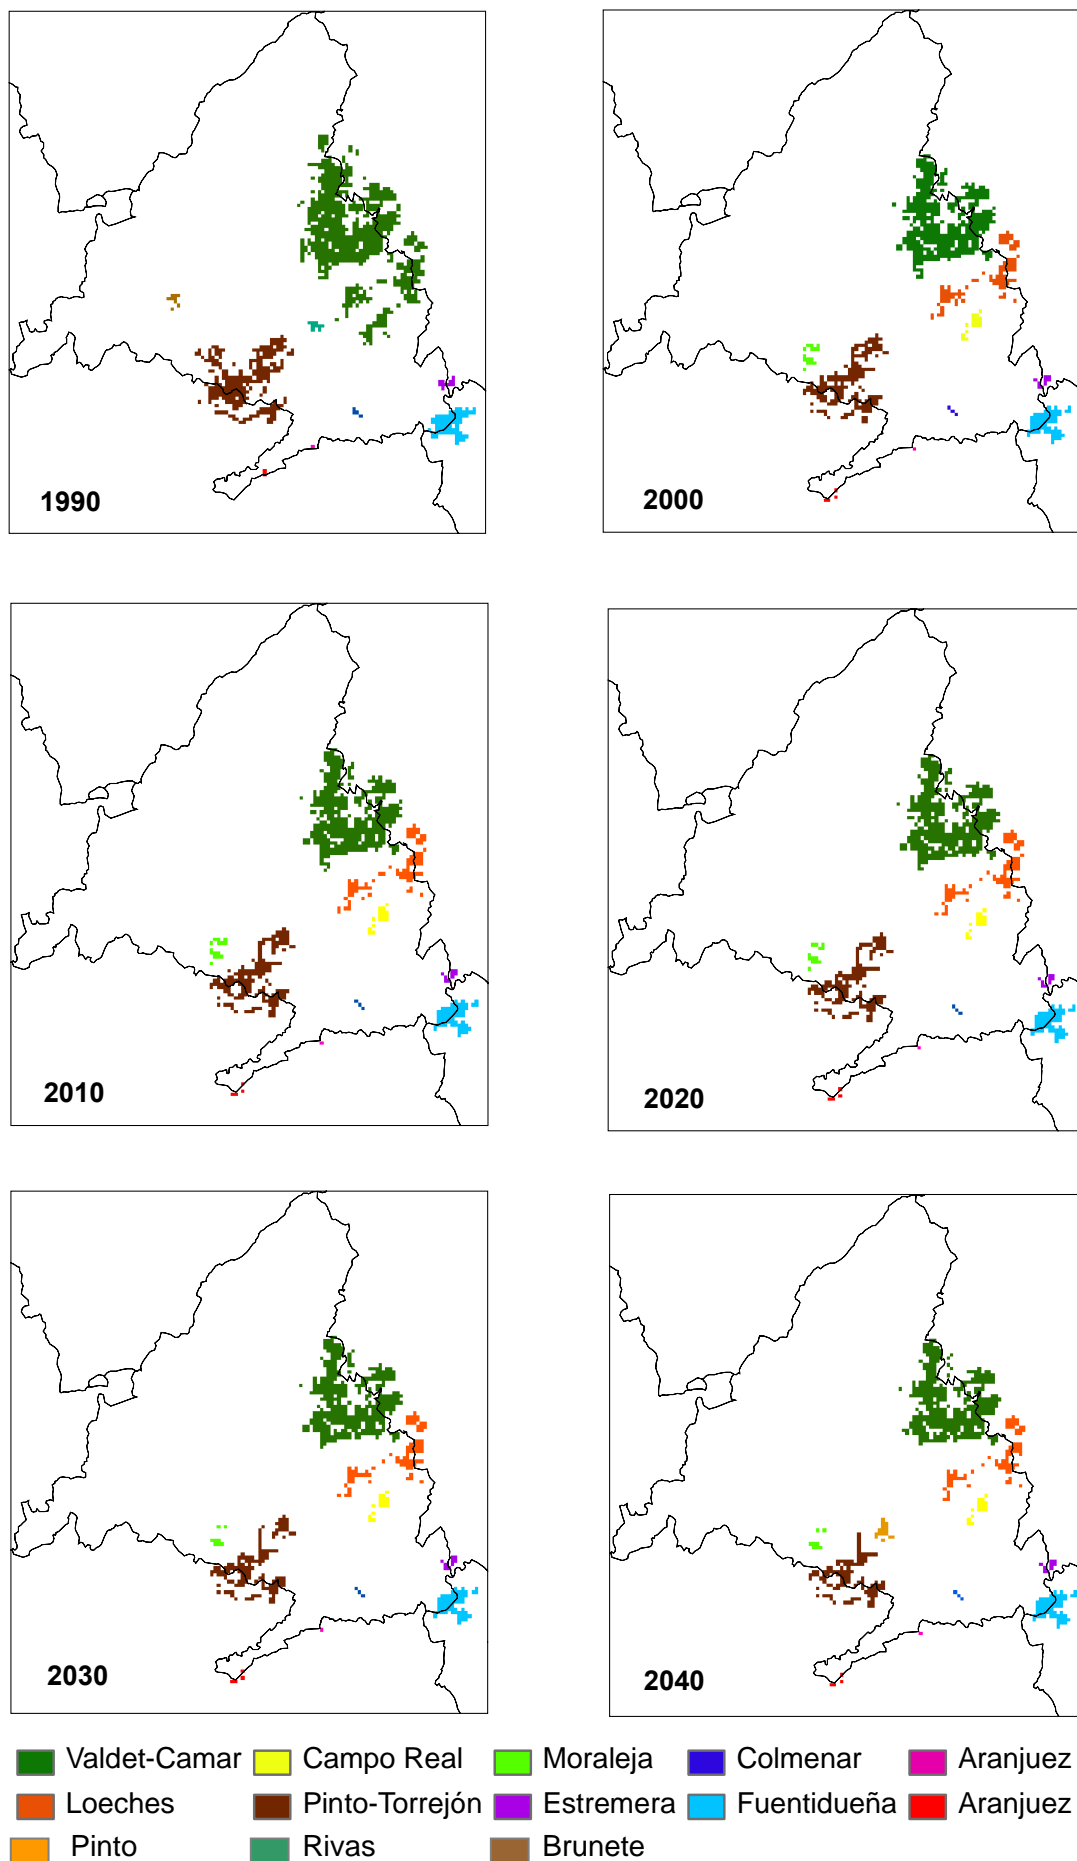 1990
2000
2010
2020
2030
2040
Valdet-Camar Campo Real Moraleja Colmenar Aranjuez
Loeches Pinto-Torrejón Estremera Fuentidueña Aranjuez
Pinto Rivas Brunete